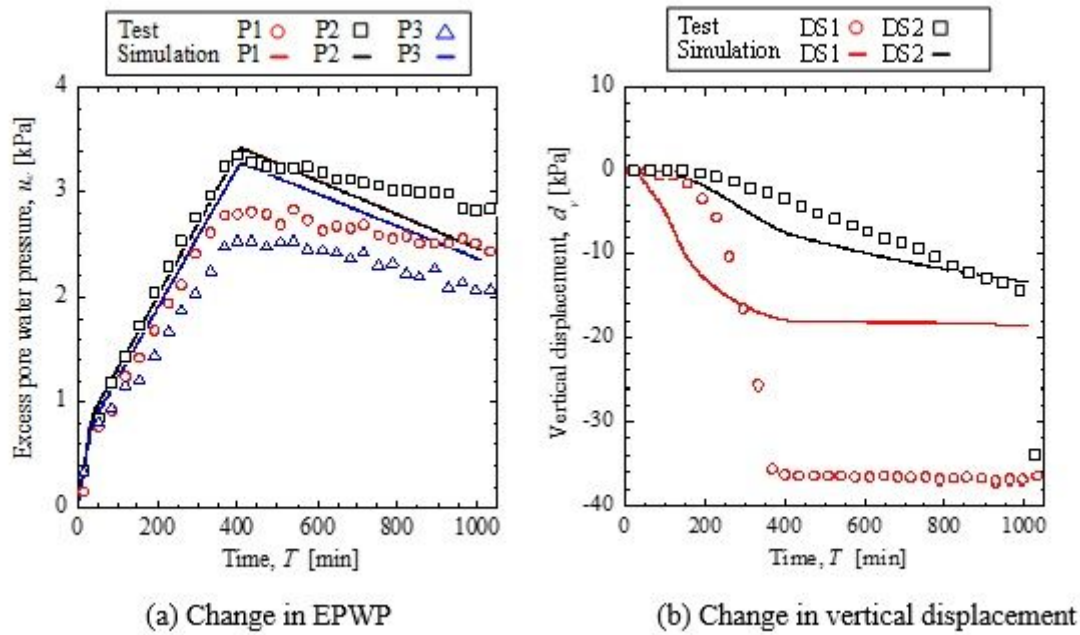 Test P1 P2 P3
Simulation P1 P2 P3
4
3
2
1
0
Excess pore water pressure, u [kPa]
0 200 400 600 800 1000
Time, T [min]
(a) Change in EPWP
Test DS1 DS2
Simulation DS1 DS2
10
0
-10
-20
-30
-40
Vertical displacement, dv [kPa]
0 200 400 600 800 1000
Time, T [min]
(b) Change in vertical displacement